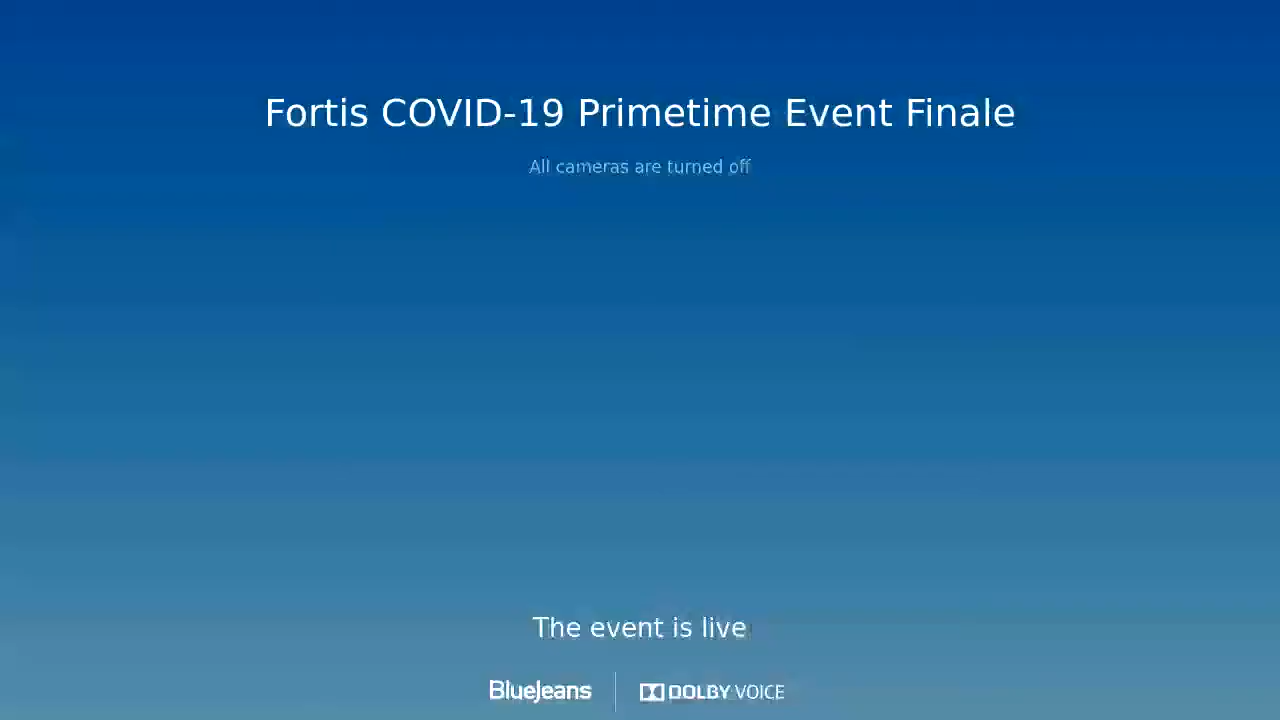 Fortis COVID-19 Primetime Event Finale
All cameras are turned off
The event is live
BlueJeans
DOLBY VOICE